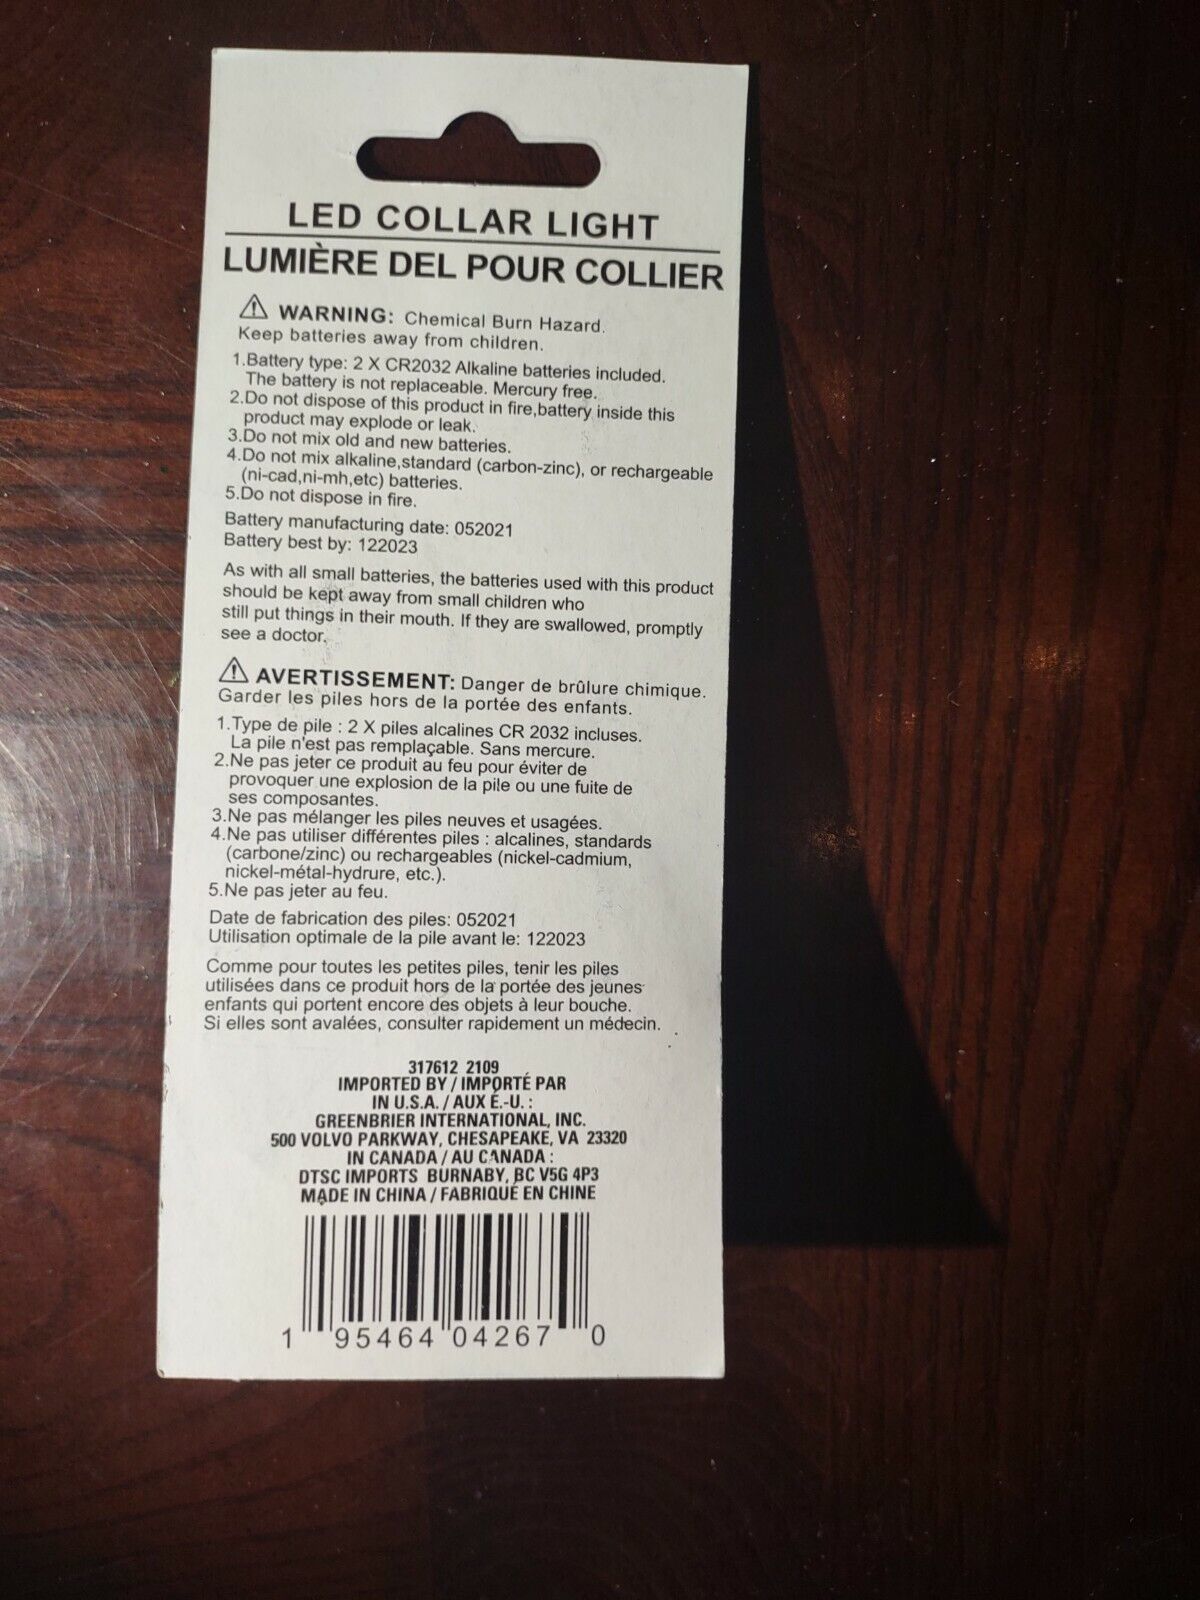 LED COLLAR LIGHT
LUMIÈRE DEL POUR COLLIER
WARNING: Chemical Burn Hazard.
Keep batteries away from children.
1.Battery type: 2 X CR2032 Alkaline batteries included.
The battery is not replaceable. Mercury free.
2.Do not dispose of this product in fire,battery inside this
product may explode or leak.
3.Do not mix old and new batteries.
4.Do not mix alkaline,standard (carbon-zinc), or rechargeable
(ni-cad,ni-mh,etc) batteries.
5.Do not dispose in fire.
Battery manufacturing date: 052021
Battery best by: 122023
As with all small batteries, the batteries used with this product
should be kept away from small children who
still put things in their mouth. If they are swallowed, promptly
see a doctor.
AVERTISSEMENT: Danger de brûlure chimique.
Garder les piles hors de la portée des enfants.
1.Type de pile : 2 X piles alcalines CR 2032 incluses.
La pile n'est pas remplaçable. Sans mercure.
2.Ne pas jeter ce produit au feu pour éviter de
provoquer une explosion de la pile ou une fuite de
ses composantes.
3.Ne pas mélanger les piles neuves et usagées.
4.Ne pas utiliser différentes piles : alcalines, standards
(carbone/zinc) ou rechargeables (nickel-cadmium,
nickel-métal-hydrure, etc.).
5.Ne pas jeter au feu.
Date de fabrication des piles: 052021
Utilisation optimale de la pile avant le: 122023
Comme pour toutes les petites piles, tenir les piles
utilisées dans ce produit hors de la portée des jeunes
enfants qui portent encore des objets à leur bouche.
Si elles sont avalées, consulter rapidement un médecin.
317612 2109
IMPORTED BY / IMPORTÉ PAR
IN U.S.A. / AUX É.-U. :
GREENBRIER INTERNATIONAL, INC.
500 VOLVO PARKWAY, CHESAPEAKE, VA 23320
IN CANADA / AU CANADA :
DTSC IMPORTS BURNABY, BC V5G 4P3
MADE IN CHINA / FABRIQUÉ EN CHINE
1 95464 04267 0